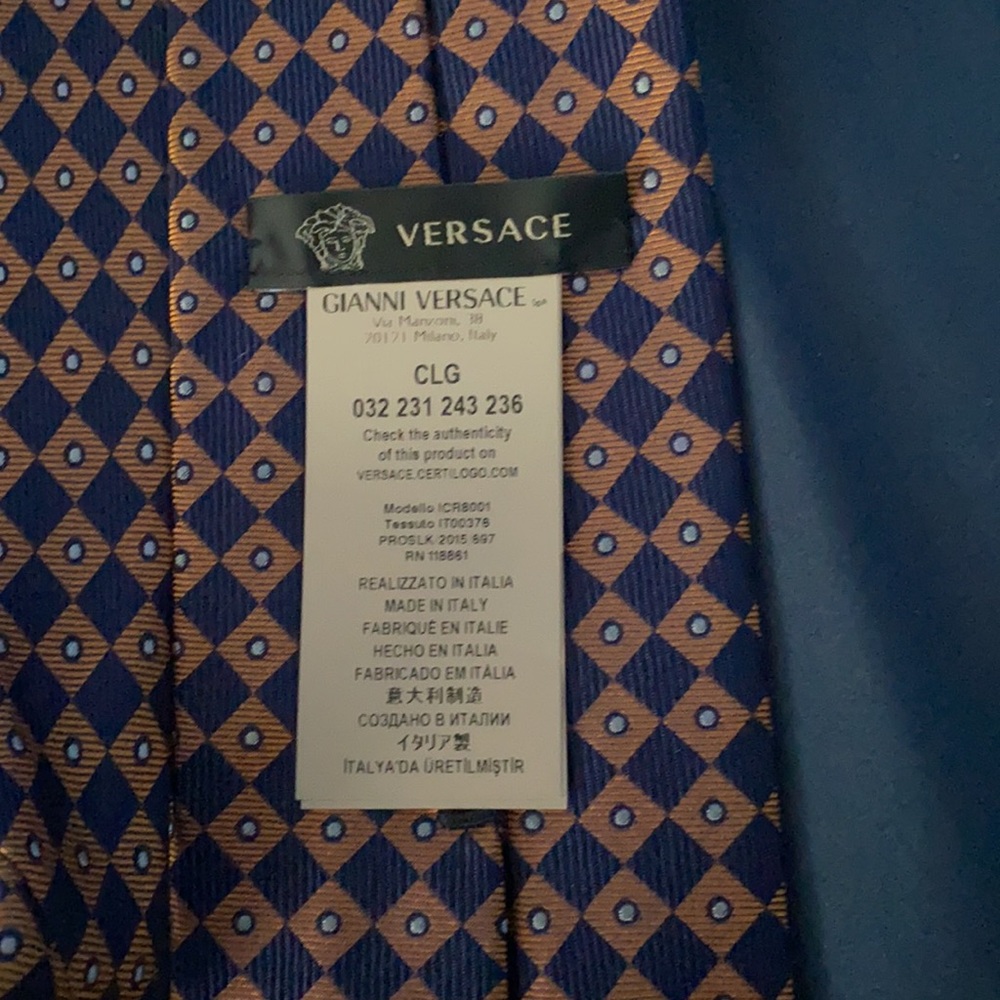 VERSACE
GIANNI VERSACE SpA
Via Manzoni, 38
20121 Milano, Italy
CLG
032 231 243 236
Check the authenticity
of this product on
VERSACE.CERTILOGO.COM
Modello ICR8001
Tessuto IT00378
PROSLK/2015 697
RN 118861
REALIZZATO IN ITALIA
MADE IN ITALY
FABRIQUÉ EN ITALIE
HECHO EN ITALIA
FABRICADO EM ITÁLIA
意大利制造
СОЗДАНО В ИТАЛИИ
イタリア製
İTALYA'DA ÜRETİLMİŞTİR